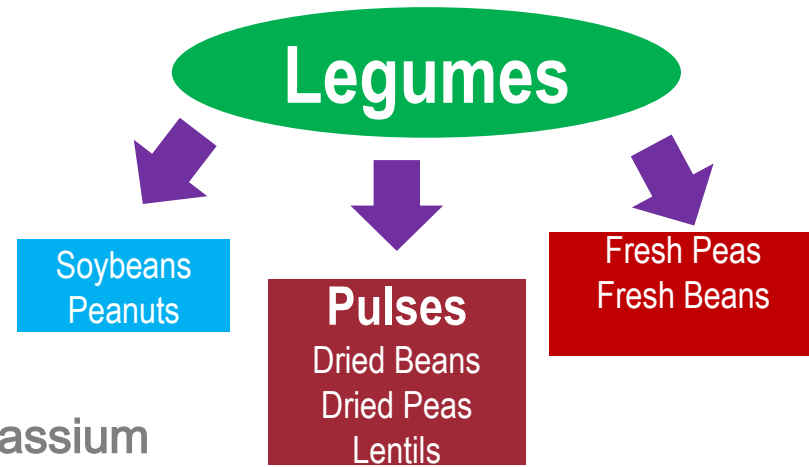 Legumes
Soybeans
Peanuts
Pulses
Dried Beans
Dried Peas
Lentils
Fresh Peas
Fresh Beans
assium